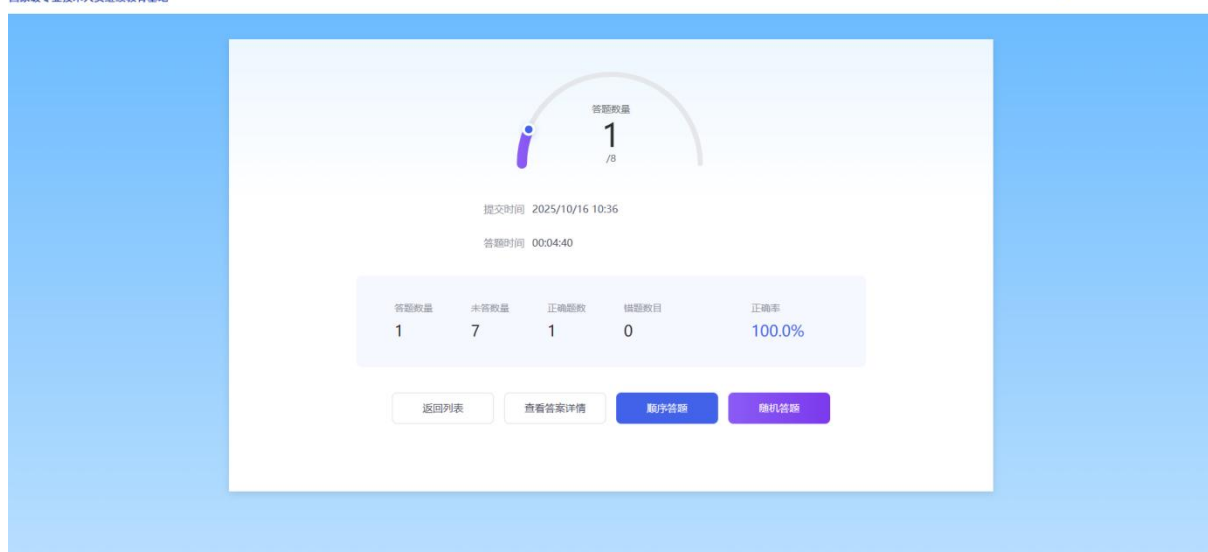 答题数量
1
/8
提交时间 2025/10/16 10:36
答题时间 00:04:40
答题数量 未答数量 正确题数 错题数目 正确率
1 7 1 0 100.0%
返回列表 查看答案详情 顺序答题 随机答题